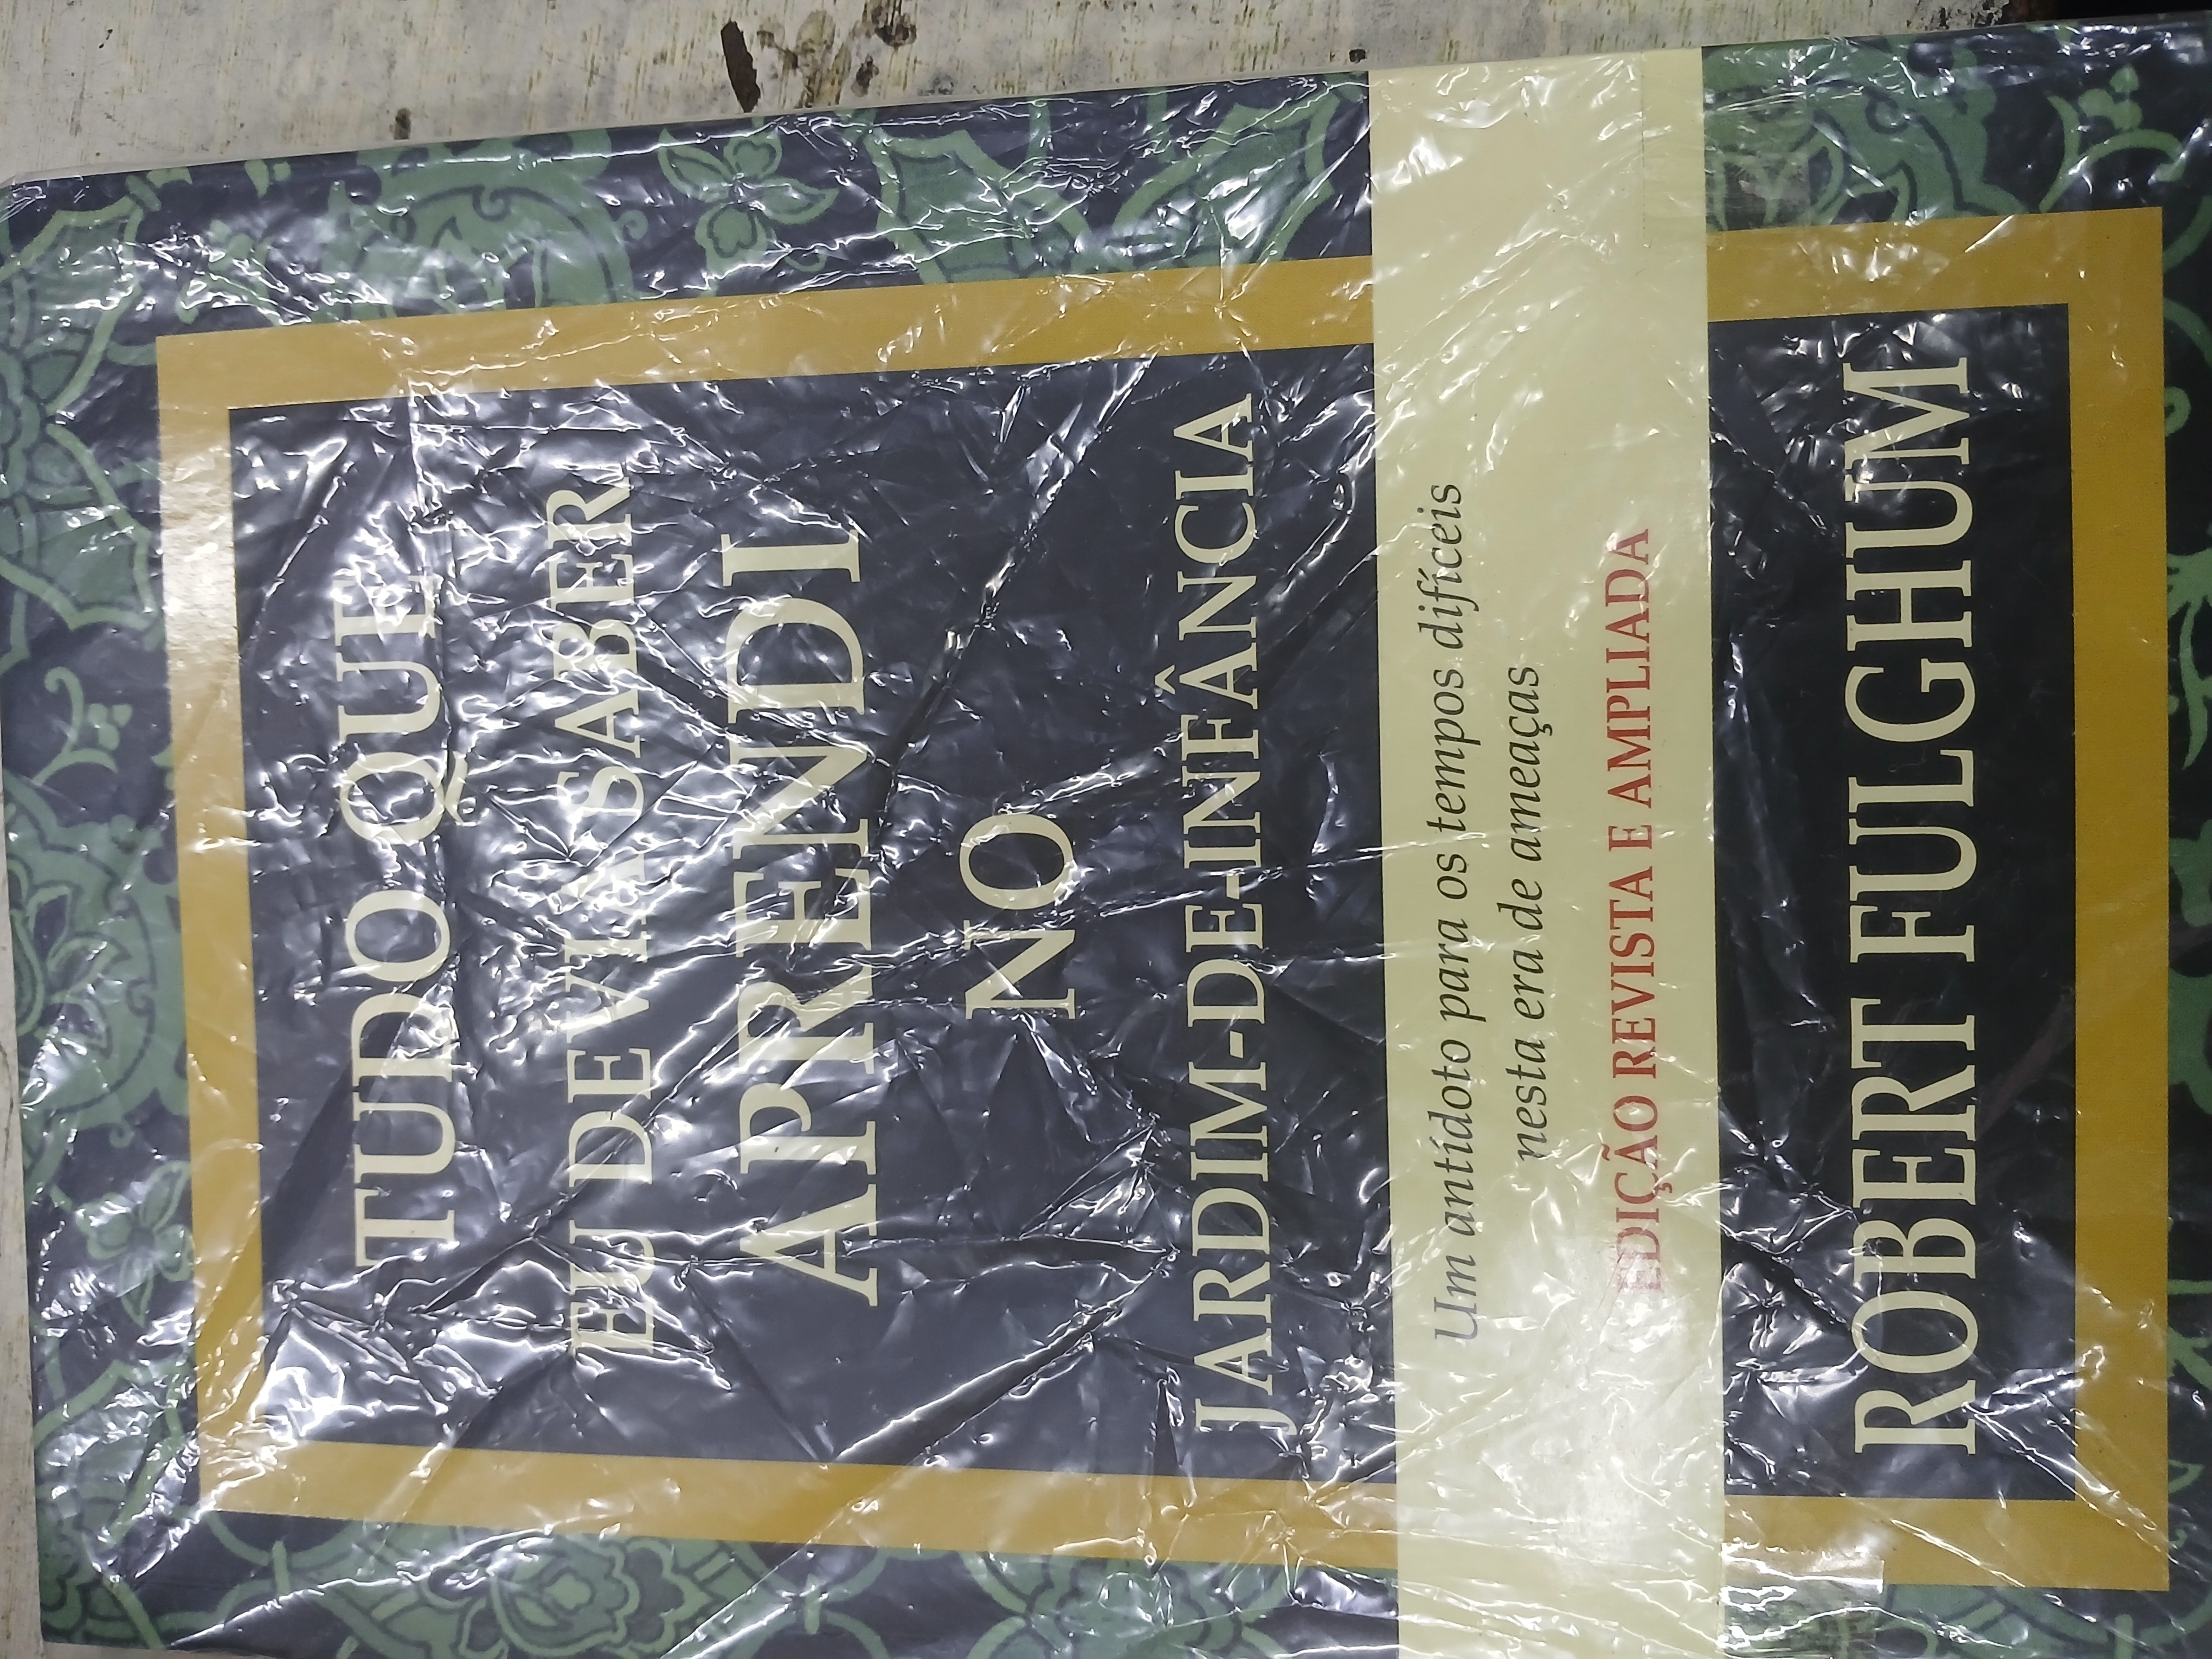 TUDO QUE
EU DEVIA SABER
APRENDI
NO
JARDIM-DE-INFÂNCIA
Um antídoto para os tempos difíceis
nesta era de ameaças
EDIÇÃO REVISTA E AMPLIADA
ROBERT FULGHUM